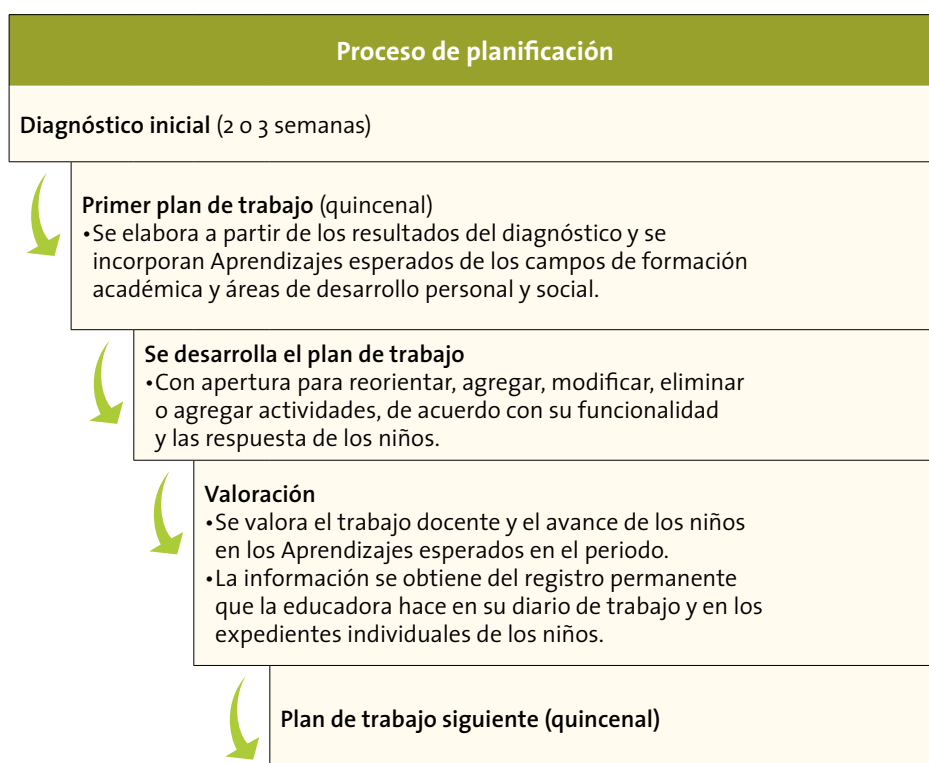 Proceso de planificación
Diagnóstico inicial (2 o 3 semanas)
Primer plan de trabajo (quincenal)
•Se elabora a partir de los resultados del diagnóstico y se
incorporan Aprendizajes esperados de los campos de formación
académica y áreas de desarrollo personal y social.
Se desarrolla el plan de trabajo
•Con apertura para reorientar, agregar, modificar, eliminar
o agregar actividades, de acuerdo con su funcionalidad
y las respuesta de los niños.
Valoración
•Se valora el trabajo docente y el avance de los niños
en los Aprendizajes esperados en el periodo.
•La información se obtiene del registro permanente
que la educadora hace en su diario de trabajo y en los
expedientes individuales de los niños.
Plan de trabajo siguiente (quincenal)